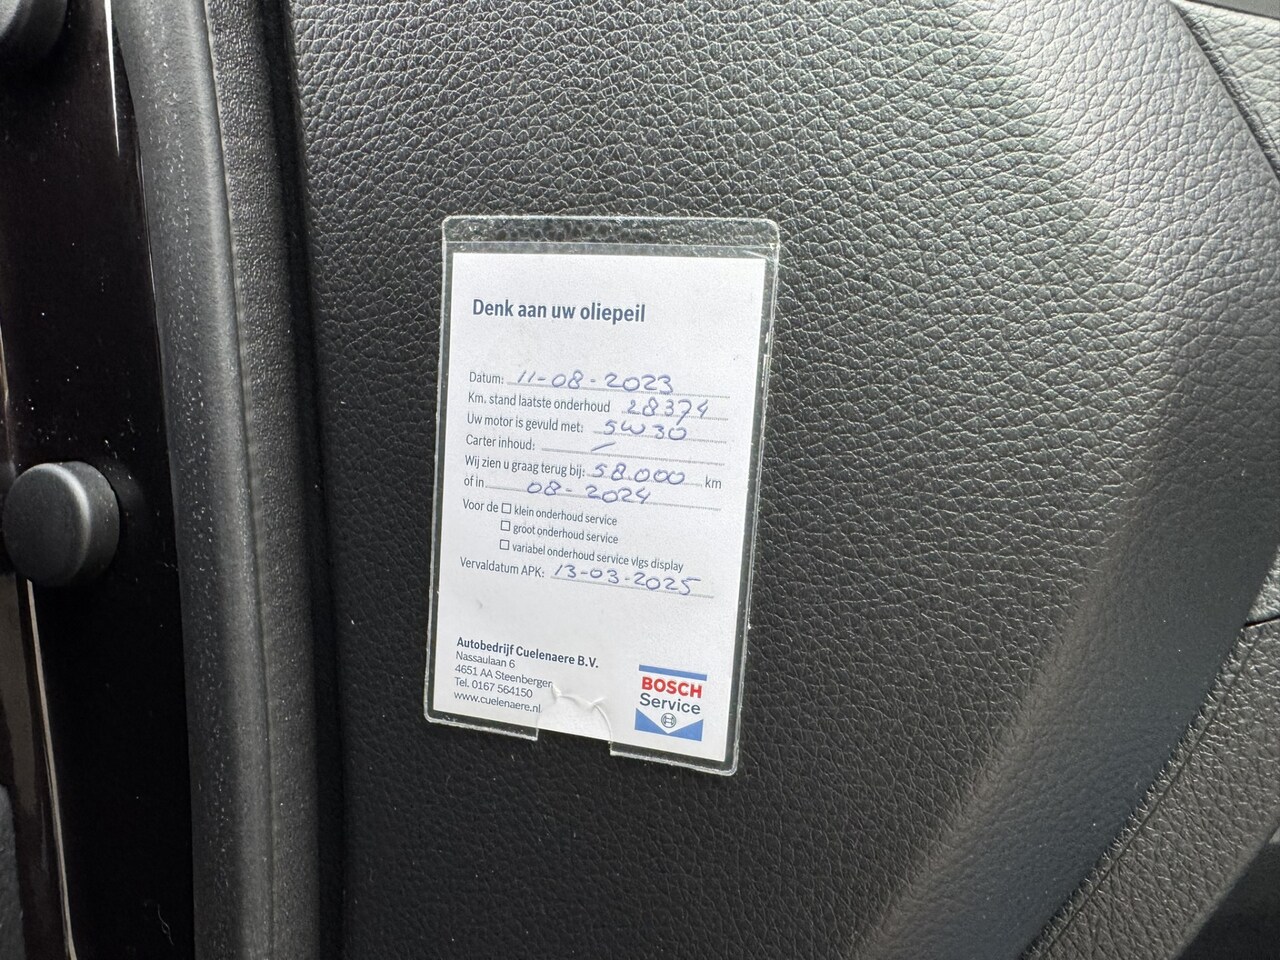 Denk aan uw oliepeil
Datum: 11-08-2023
Km. stand laatste onderhoud 28374
Uw motor is gevuld met: 5W30
Carter inhoud: /
Wij zien u graag terug bij: 58.000 km
of in 08-2024
Voor de ☐ klein onderhoud service
☐ groot onderhoud service
☐ variabel onderhoud service vlgs display
Vervaldatum APK: 13-03-2025
Autobedrijf Cuelenaere B.V.
Nassaulaan 6
4651 AA Steenbergen
Tel. 0167 564150
www.cuelenaere.nl
BOSCH
Service